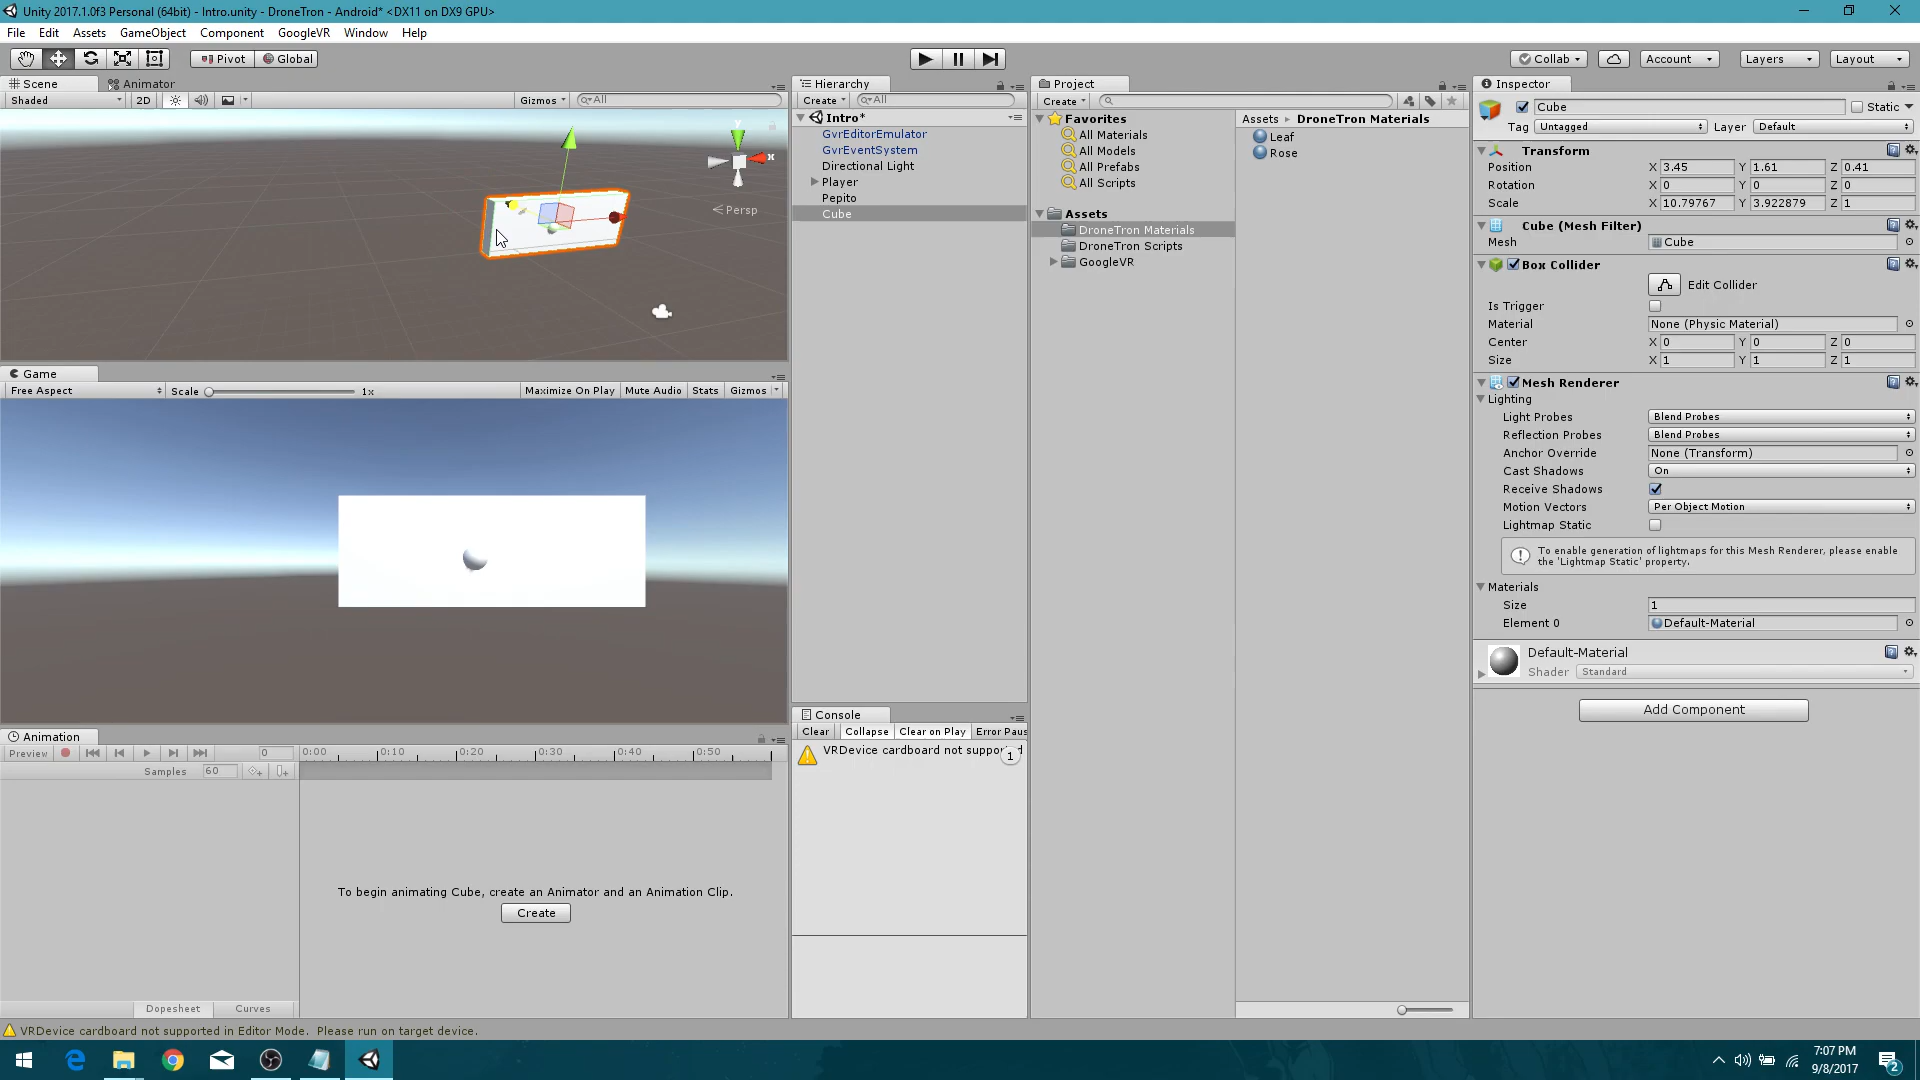 Unity 2017.1.0f3 Personal (64bit) - Intro.unity - DroneTron - Android* <DX11 on DX9 GPU>
File Edit Assets GameObject Component GoogleVR Window Help
Pivot Global Collab Account Layers Layout
Scene Animator
Shaded 2D Gizmos All
y
x
Persp
Game
Free Aspect Scale 1x Maximize On Play Mute Audio Stats Gizmos
Animation
Preview 0 0:00 0:10 0:20 0:30 0:40 0:50
Samples 60
To begin animating Cube, create an Animator and an Animation Clip.
Create
Dopesheet Curves
Hierarchy
Create All
Intro*
GvrEditorEmulator
GvrEventSystem
Directional Light
Player
Pepito
Cube
Console
Clear Collapse Clear on Play Error Paus
VRDevice cardboard not suppor 1
Project
Create
Favorites
All Materials
All Models
All Prefabs
All Scripts
Assets
DroneTron Materials
DroneTron Scripts
GoogleVR
Assets DroneTron Materials
Leaf
Rose
Inspector
Cube Static
Tag Untagged Layer Default
Transform
Position X 3.45 Y 1.61 Z 0.41
Rotation X 0 Y 0 Z 0
Scale X 10.79767 Y 3.922879 Z 1
Cube (Mesh Filter)
Mesh Cube
Box Collider
Edit Collider
Is Trigger
Material None (Physic Material)
Center X 0 Y 0 Z 0
Size X 1 Y 1 Z 1
Mesh Renderer
Lighting
Light Probes Blend Probes
Reflection Probes Blend Probes
Anchor Override None (Transform)
Cast Shadows On
Receive Shadows
Motion Vectors Per Object Motion
Lightmap Static
To enable generation of lightmaps for this Mesh Renderer, please enable
the 'Lightmap Static' property.
Materials
Size 1
Element 0 Default-Material
Default-Material
Shader Standard
Add Component
VRDevice cardboard not supported in Editor Mode. Please run on target device.
7:07 PM
9/8/2017
2